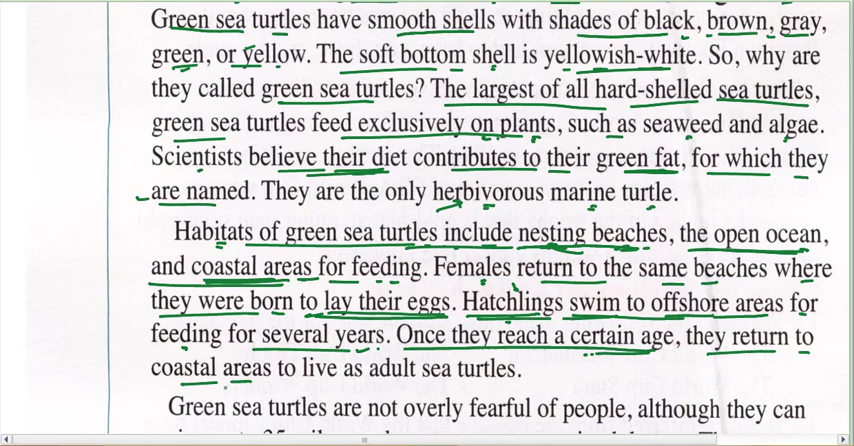 Green sea turtles have smooth shells with shades of black, brown, gray,
green, or yellow. The soft bottom shell is yellowish-white. So, why are
they called green sea turtles? The largest of all hard-shelled sea turtles,
green sea turtles feed exclusively on plants, such as seaweed and algae.
Scientists believe their diet contributes to their green fat, for which they
are named. They are the only herbivorous marine turtle.
Habitats of green sea turtles include nesting beaches, the open ocean,
and coastal areas for feeding. Females return to the same beaches where
they were born to lay their eggs. Hatchlings swim to offshore areas for
feeding for several years. Once they reach a certain age, they return to
coastal areas to live as adult sea turtles.
Green sea turtles are not overly fearful of people, although they can